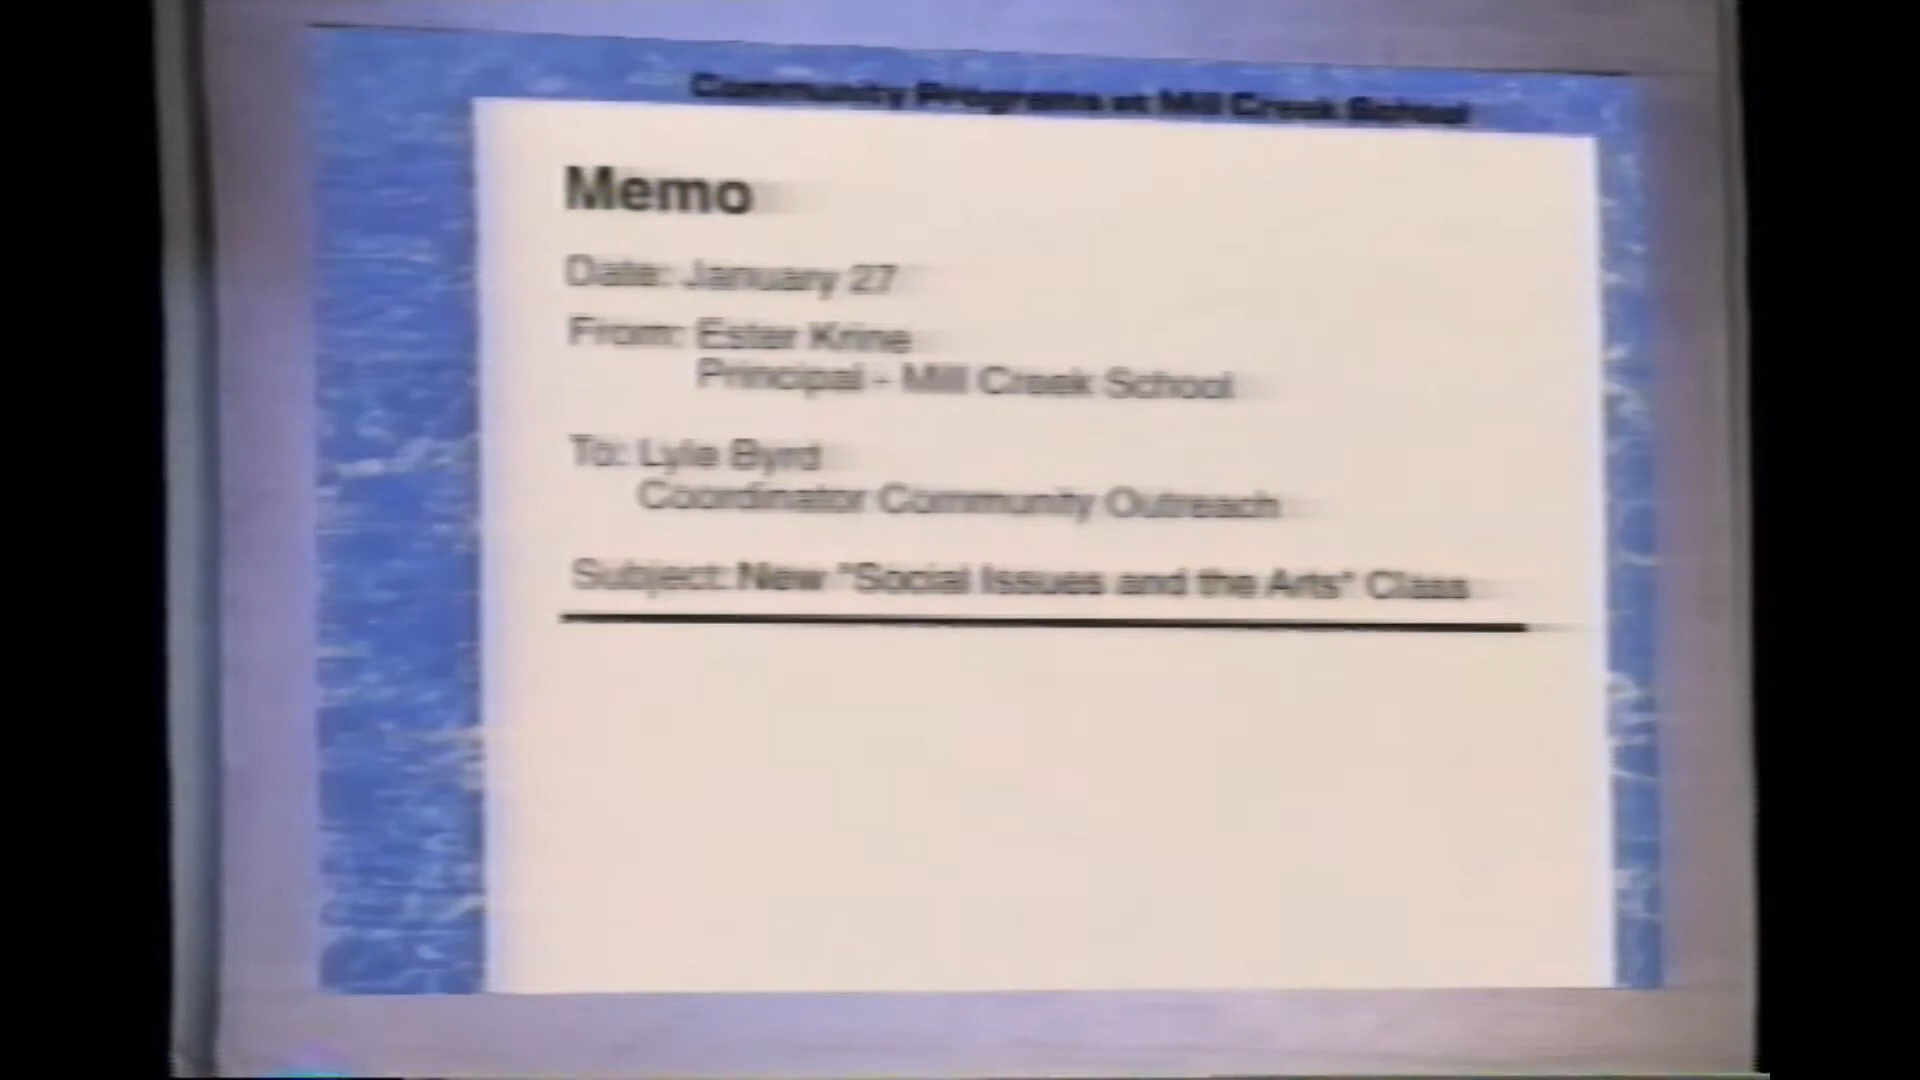 Community Programs at Mill Creek School
Memo
Date: January 27
From: Ester Krine
Principal - Mill Creek School
To: Lyle Byrd
Coordinator Community Outreach
Subject: New "Social Issues and the Arts" Class